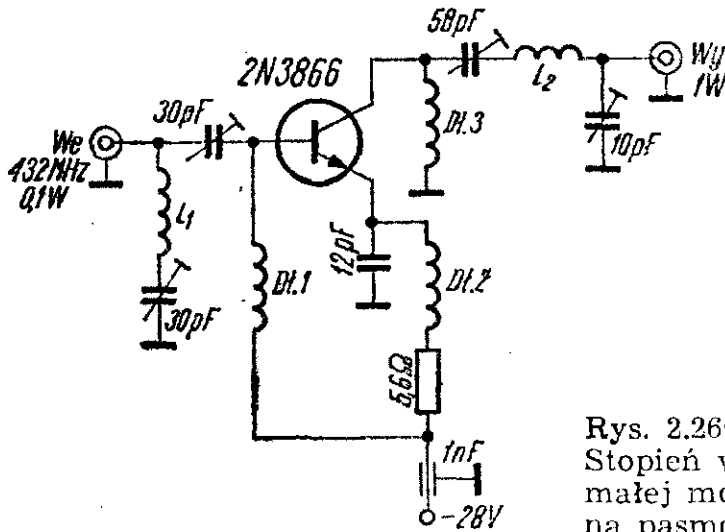 58pF
Wy
1W
2N3866
L2
30pF
Dł.3
10pF
We
432MHz
0,1W
L1
12pF
Dł.1
Dł.2
30pF
5,6Ω
1nF
-28V
Rys. 2.26
Stopień w
małej mo
na pasmo